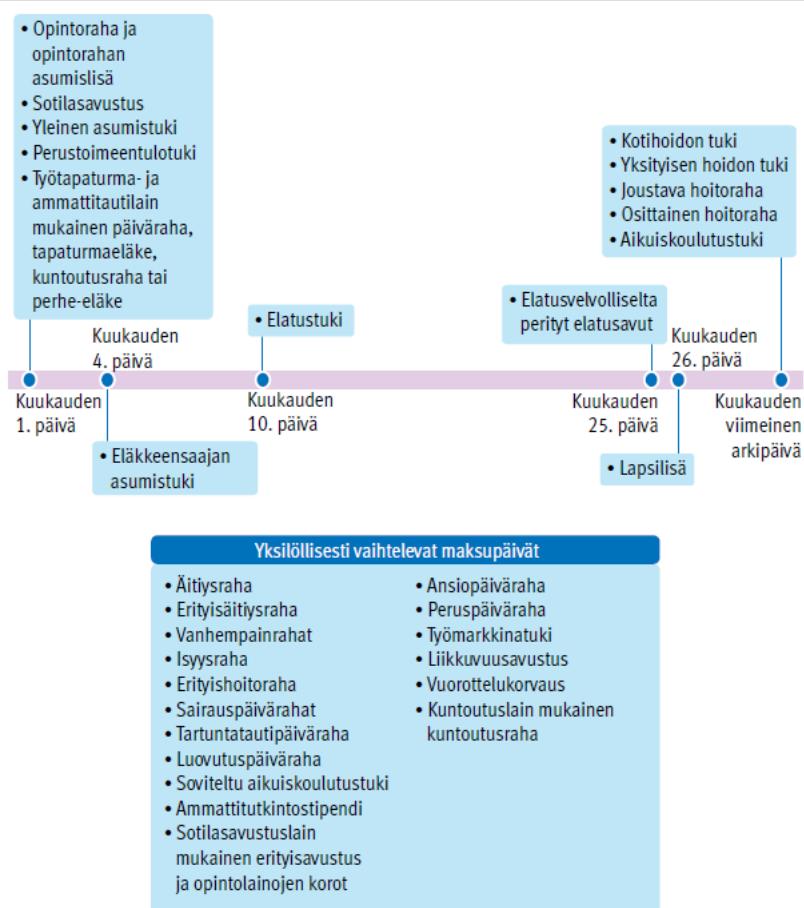 • Opintoraha ja
opintorahan
asumislisä
• Sotilasavustus
• Yleinen asumistuki
• Perustoimeentulotuki
• Työtapaturma- ja
ammattitautilain
mukainen päiväraha,
tapaturmaeläke,
kuntoutusraha tai
perhe-eläke
• Kotihoidon tuki
• Yksityisen hoidon tuki
• Joustava hoitoraha
• Osittainen hoitoraha
• Aikuiskoulutustuki
• Elatustuki
• Elatusvelvolliselta
perityt elatusavut
Kuukauden
4. päivä
Kuukauden
26. päivä
Kuukauden
1. päivä
Kuukauden
10. päivä
Kuukauden
25. päivä
Kuukauden
viimeinen
arkipäivä
• Eläkkeensaajan
asumistuki
• Lapsilisä
Yksilöllisesti vaihtelevat maksupäivät
• Äitiysraha
• Erityisäitiysraha
• Vanhempainrahat
• Isyysraha
• Erityishoitoraha
• Sairauspäivärahat
• Tartuntatautipäiväraha
• Luovutuspäiväraha
• Soviteltu aikuiskoulutustuki
• Ammattitutkintostipendi
• Sotilasavustuslain
mukainen erityisavustus
ja opintolainojen korot
• Ansiopäiväraha
• Peruspäiväraha
• Työmarkkinatuki
• Liikkuvuusavustus
• Vuorottelukorvaus
• Kuntoutuslain mukainen
kuntoutusraha